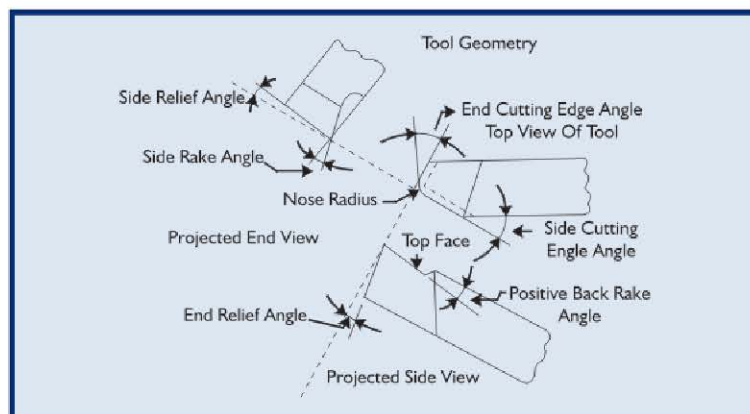 Tool Geometry
Side Relief Angle
End Cutting Edge Angle
Top View Of Tool
Side Rake Angle
Nose Radius
Side Cutting
Engle Angle
Projected End View
Top Face
Positive Back Rake
Angle
End Relief Angle
Projected Side View